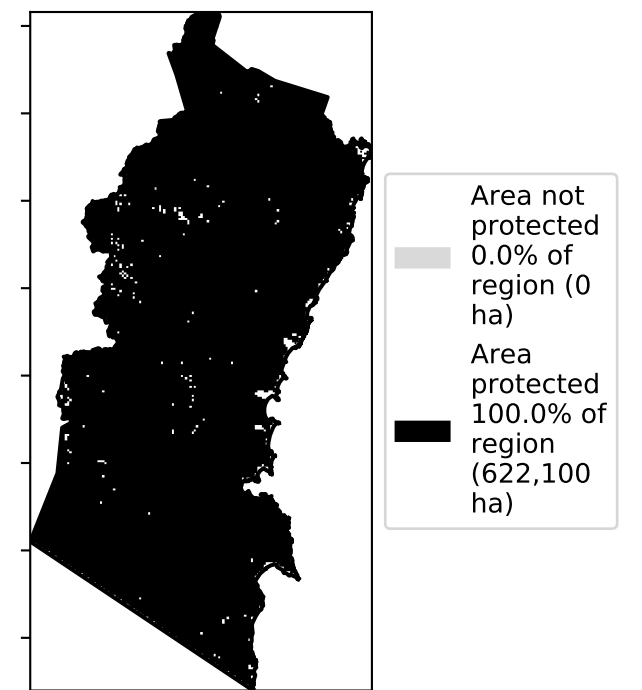 Area not
protected
0.0% of
region (0
ha)
Area
protected
100.0% of
region
(622,100
ha)